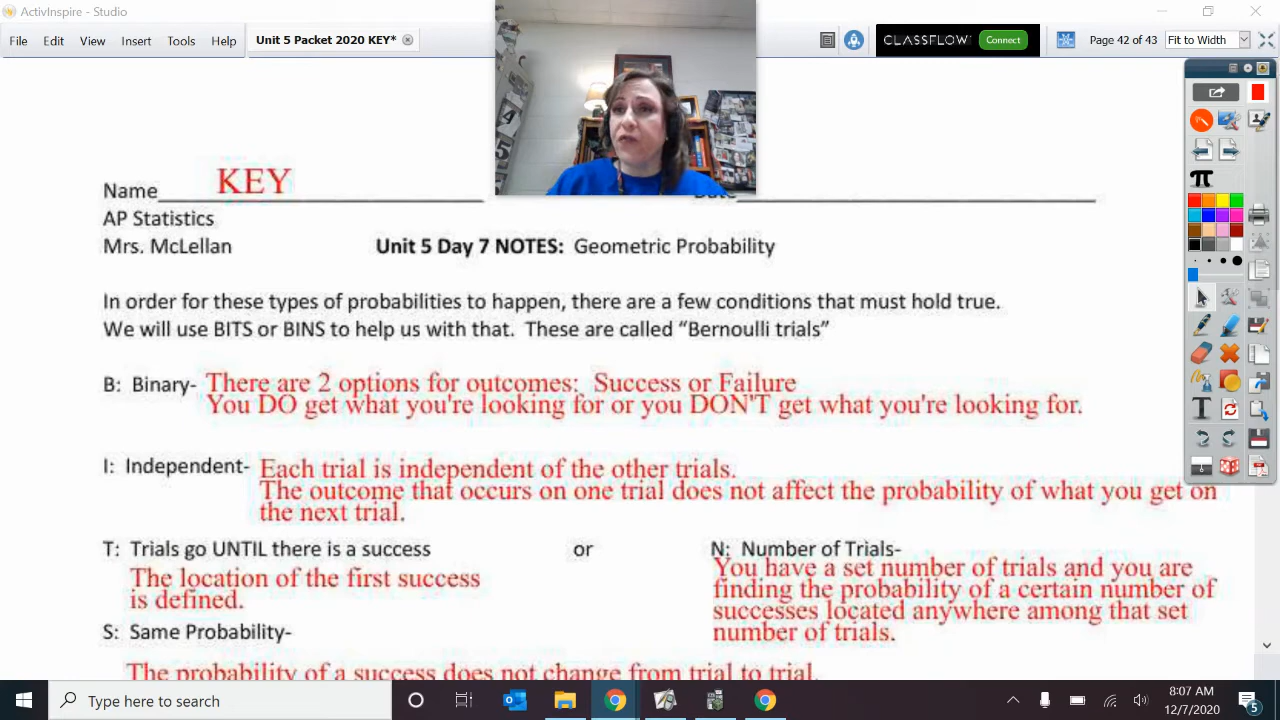 ActivInspire - Studio
File Edit View Insert Tools Help Unit 5 Packet 2020 KEY*
CLASSFLOW Connect Page 42 of 43 Fit to Width
Name KEY Date
AP Statistics
Mrs. McLellan Unit 5 Day 7 NOTES: Geometric Probability
In order for these types of probabilities to happen, there are a few conditions that must hold true.
We will use BITS or BINS to help us with that. These are called “Bernoulli trials”
B: Binary- There are 2 options for outcomes: Success or Failure
You DO get what you're looking for or you DON'T get what you're looking for.
I: Independent- Each trial is independent of the other trials.
The outcome that occurs on one trial does not affect the probability of what you get on
the next trial.
T: Trials go UNTIL there is a success or N: Number of Trials-
The location of the first success
is defined.
You have a set number of trials and you are
finding the probability of a certain number of
successes located anywhere among that set
number of trials.
S: Same Probability-
The probability of a success does not change from trial to trial.
Type here to search
8:07 AM
12/7/2020
5